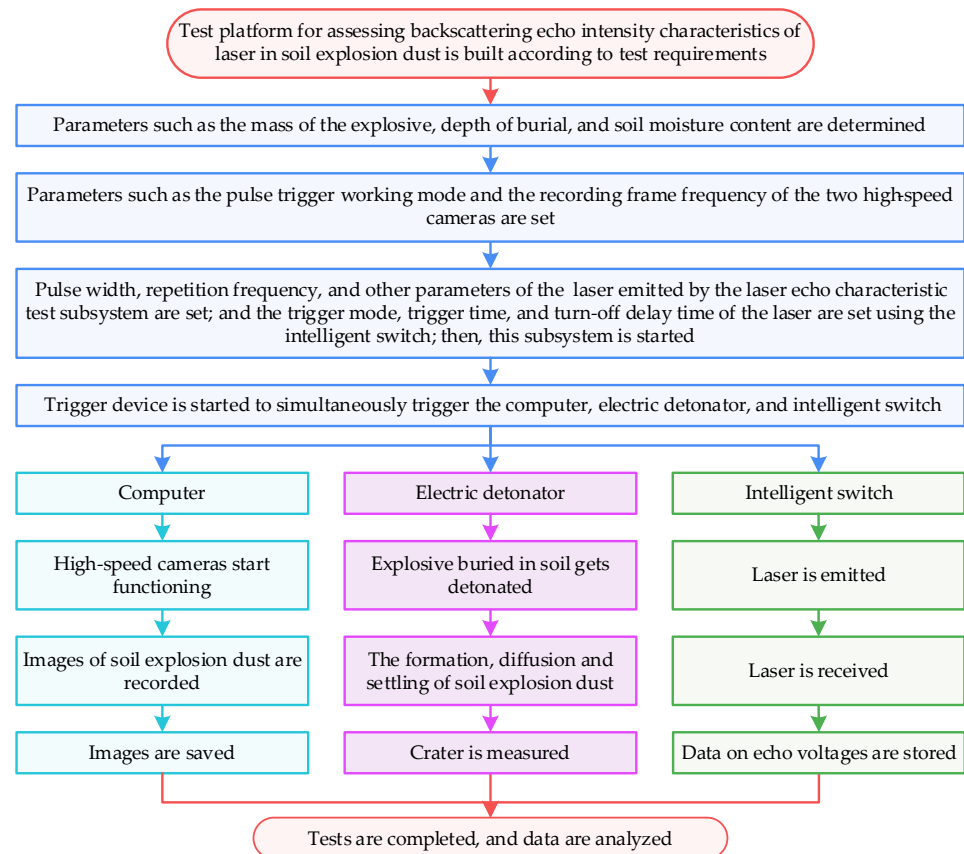 Test platform for assessing backscattering echo intensity characteristics of
laser in soil explosion dust is built according to test requirements
Parameters such as the mass of the explosive, depth of burial, and soil moisture content are determined
Parameters such as the pulse trigger working mode and the recording frame frequency of the two high-speed
cameras are set
Pulse width, repetition frequency, and other parameters of the laser emitted by the laser echo characteristic
test subsystem are set; and the trigger mode, trigger time, and turn-off delay time of the laser are set using the
intelligent switch; then, this subsystem is started
Trigger device is started to simultaneously trigger the computer, electric detonator, and intelligent switch
Computer
High-speed cameras start
functioning
Images of soil explosion dust are
recorded
Images are saved
Electric detonator
Explosive buried in soil gets
detonated
The formation, diffusion and
settling of soil explosion dust
Crater is measured
Intelligent switch
Laser is emitted
Laser is received
Data on echo voltages are stored
Tests are completed, and data are analyzed